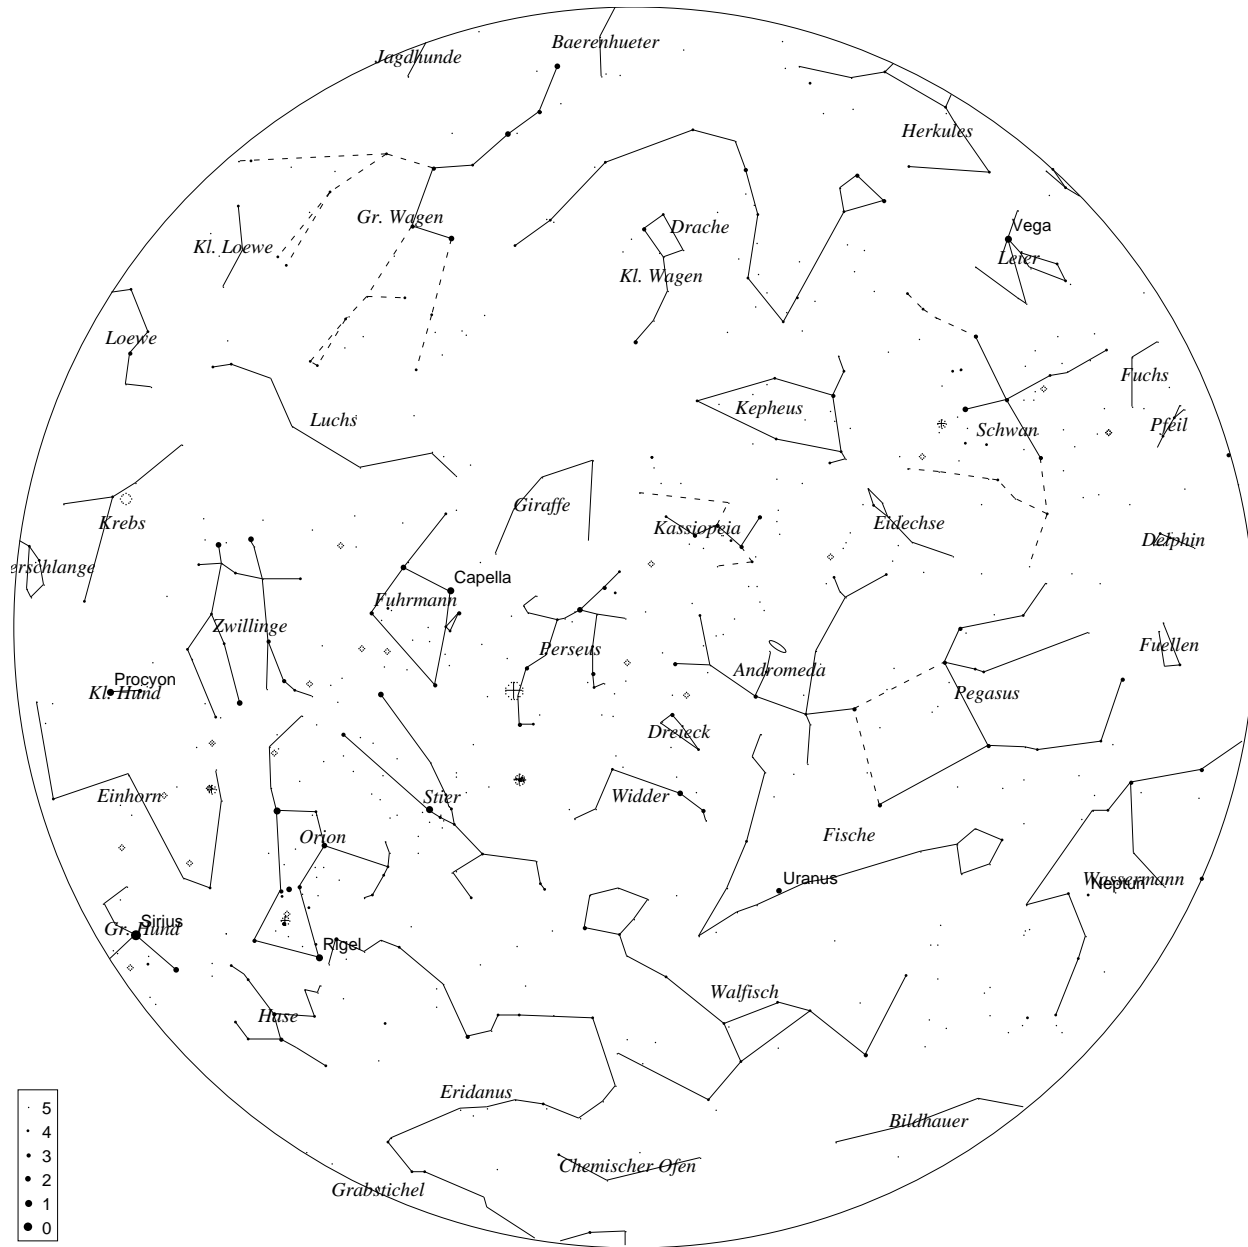 Baerenhueter
Jagdhunde
Herkules
Gr. Wagen
Drache
Vega
Kl. Loewe
Leier
Kl. Wagen
Loewe
Fuchs
Kepheus
Luchs
Schwan
Pfeil
Giraffe
Krebs
Kassiopeia
Eidechse
Delphin
erschlange
Capella
Fuhrmann
Zwillinge
Perseus
Fuellen
Andromeda
Procyon
Kl. Hund
Pegasus
Dreieck
Einhorn
Stier
Widder
Orion
Fische
Uranus
Wassermann
Neptun
Sirius
Gr. Hund
Rigel
Walfisch
Hase
Eridanus
5
4
3
2
1
0
Bildhauer
Chemischer Ofen
Grabstichel